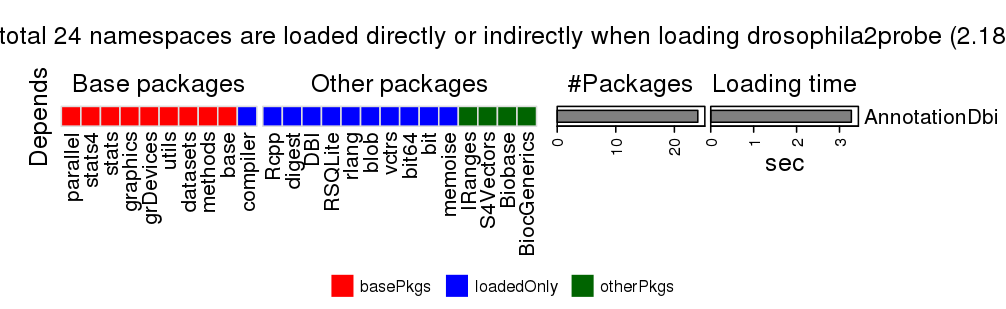 total 24 namespaces are loaded directly or indirectly when loading drosophila2probe (2.18
Base packages Other packages #Packages Loading time
Depends
AnnotationDbi
parallel stats4 stats graphics grDevices utils datasets methods base compiler Rcpp digest DBI RSQLite rlang blob vctrs bit64 bit memoise IRanges S4Vectors Biobase BiocGenerics
0 10 20 0 1 2 3
sec
basePkgs loadedOnly otherPkgs